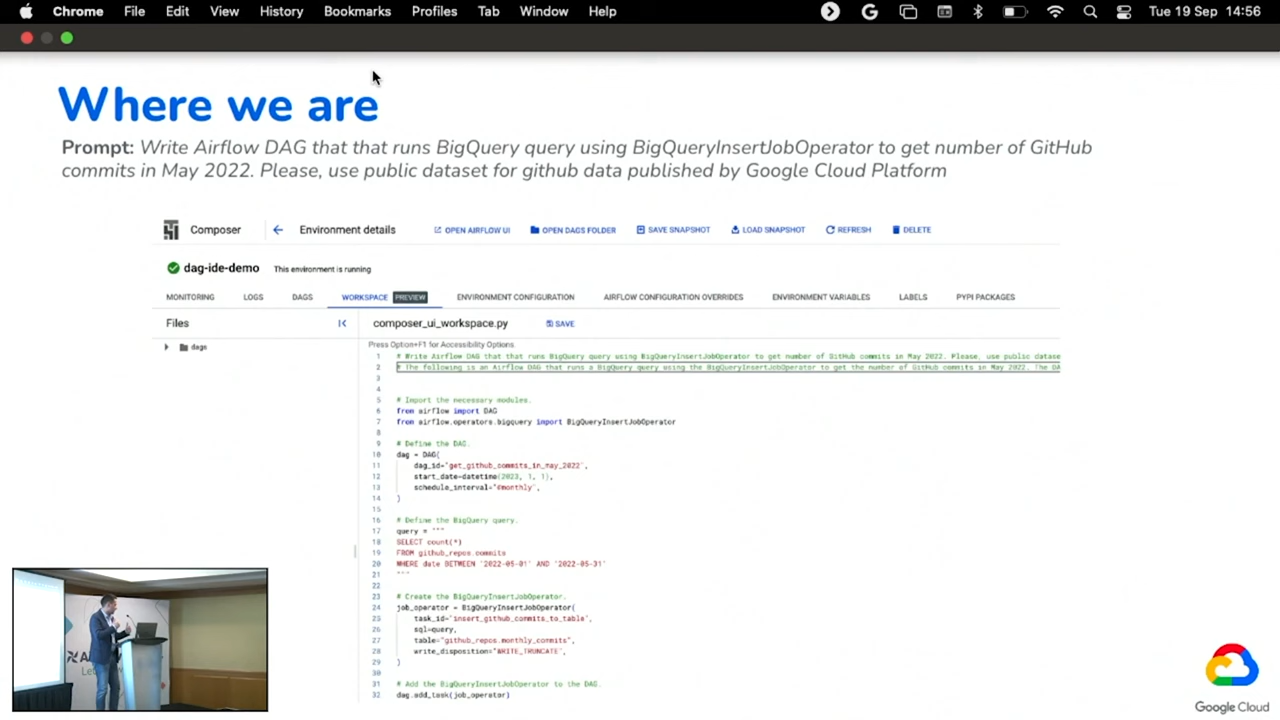 Chrome File Edit View History Bookmarks Profiles Tab Window Help Tue 19 Sep 14:56
Where we are
Prompt: Write Airflow DAG that that runs BigQuery query using BigQueryInsertJobOperator to get number of GitHub
commits in May 2022. Please, use public dataset for github data published by Google Cloud Platform
Composer Environment details OPEN AIRFLOW UI OPEN DAGS FOLDER SAVE SNAPSHOT LOAD SNAPSHOT REFRESH DELETE
dag-ide-demo This environment is running
MONITORING LOGS DAGS WORKSPACE PREVIEW ENVIRONMENT CONFIGURATION AIRFLOW CONFIGURATION OVERRIDES ENVIRONMENT VARIABLES LABELS PYPI PACKAGES
Files composer_ui_workspace.py SAVE
dags
Press Option+F1 for Accessibility Options.
1 # Write Airflow DAG that that runs BigQuery query using BigQueryInsertJobOperator to get number of GitHub commits in May 2022. Please, use public datase
2 # The following is an Airflow DAG that runs a BigQuery query using the BigQueryInsertJobOperator to get the number of GitHub commits in May 2022. The DA
3
4
5 # Import the necessary modules.
6 from airflow import DAG
7 from airflow.operators.bigquery import BigQueryInsertJobOperator
8
9 # Define the DAG.
10 dag = DAG(
11 dag_id="get_github_commits_in_may_2022",
12 start_date=datetime(2023, 1, 1),
13 schedule_interval="@monthly",
14 )
15
16 # Define the BigQuery query.
17 query = """
18 SELECT count(*)
19 FROM github_repos.commits
20 WHERE date BETWEEN '2022-05-01' AND '2022-05-31'
21 """
22
23 # Create the BigQueryInsertJobOperator.
24 job_operator = BigQueryInsertJobOperator(
25 task_id="insert_github_commits_to_table",
26 sql=query,
27 table="github_repos.monthly_commits",
28 write_disposition="WRITE_TRUNCATE",
29 )
30
31 # Add the BigQueryInsertJobOperator to the DAG.
32 dag.add_task(job_operator)
Google Cloud